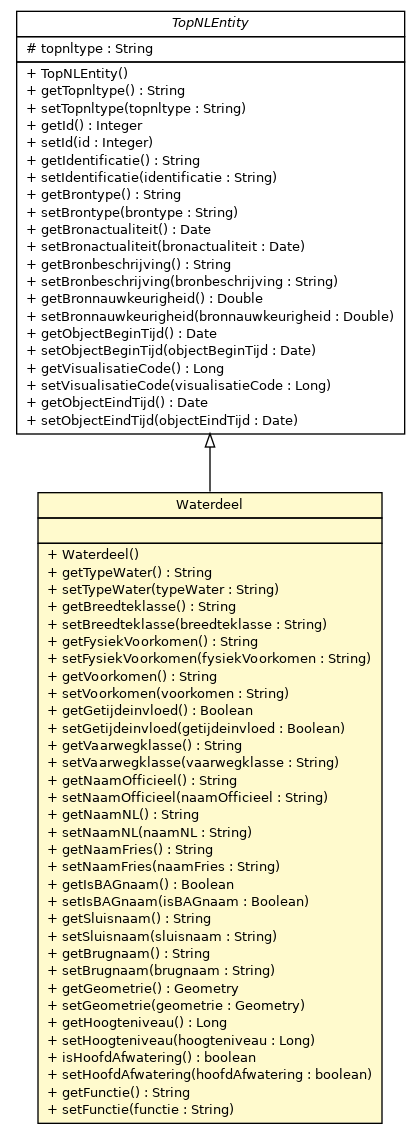 TopNLEntity
# topnltype : String
+ TopNLEntity()
+ getTopnltype() : String
+ setTopnltype(topnltype : String)
+ getId() : Integer
+ setId(id : Integer)
+ getIdentificatie() : String
+ setIdentificatie(identificatie : String)
+ getBrontype() : String
+ setBrontype(brontype : String)
+ getBronactualiteit() : Date
+ setBronactualiteit(bronactualiteit : Date)
+ getBronbeschrijving() : String
+ setBronbeschrijving(bronbeschrijving : String)
+ getBronnauwkeurigheid() : Double
+ setBronnauwkeurigheid(bronnauwkeurigheid : Double)
+ getObjectBeginTijd() : Date
+ setObjectBeginTijd(objectBeginTijd : Date)
+ getVisualisatieCode() : Long
+ setVisualisatieCode(visualisatieCode : Long)
+ getObjectEindTijd() : Date
+ setObjectEindTijd(objectEindTijd : Date)
Waterdeel
+ Waterdeel()
+ getTypeWater() : String
+ setTypeWater(typeWater : String)
+ getBreedteklasse() : String
+ setBreedteklasse(breedteklasse : String)
+ getFysiekVoorkomen() : String
+ setFysiekVoorkomen(fysiekVoorkomen : String)
+ getVoorkomen() : String
+ setVoorkomen(voorkomen : String)
+ getGetijdeinvloed() : Boolean
+ setGetijdeinvloed(getijdeinvloed : Boolean)
+ getVaarwegklasse() : String
+ setVaarwegklasse(vaarwegklasse : String)
+ getNaamOfficieel() : String
+ setNaamOfficieel(naamOfficieel : String)
+ getNaamNL() : String
+ setNaamNL(naamNL : String)
+ getNaamFries() : String
+ setNaamFries(naamFries : String)
+ getIsBAGnaam() : Boolean
+ setIsBAGnaam(isBAGnaam : Boolean)
+ getSluisnaam() : String
+ setSluisnaam(sluisnaam : String)
+ getBrugnaam() : String
+ setBrugnaam(brugnaam : String)
+ getGeometrie() : Geometry
+ setGeometrie(geometrie : Geometry)
+ getHoogteniveau() : Long
+ setHoogteniveau(hoogteniveau : Long)
+ isHoofdAfwatering() : boolean
+ setHoofdAfwatering(hoofdAfwatering : boolean)
+ getFunctie() : String
+ setFunctie(functie : String)